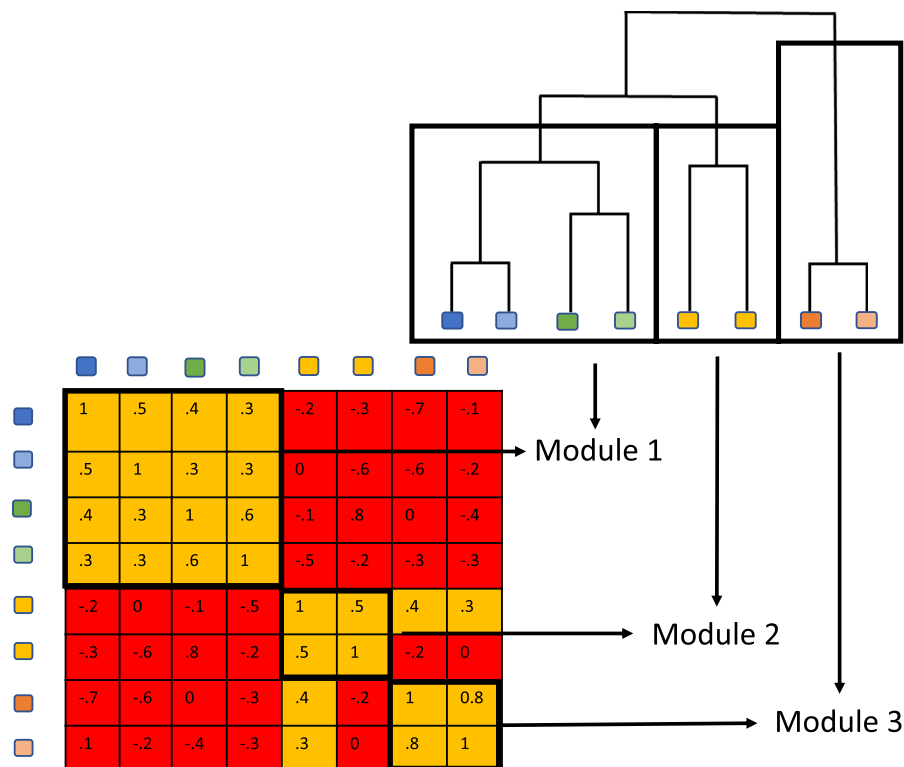 1 .5 .4 .3 -.2 -.3 -.7 -.1
Module 1
.5 1 .3 .3 0 -.6 -.6 -.2
.4 .3 1 .6 -.1 .8 0 -.4
.3 .3 .6 1 -.5 -.2 -.3 -.3
-.2 0 -.1 -.5 1 .5 .4 .3
Module 2
-.3 -.6 .8 -.2 .5 1 -.2 0
-.7 -.6 0 -.3 .4 -.2 1 0.8
Module 3
.1 -.2 -.4 -.3 .3 0 .8 1